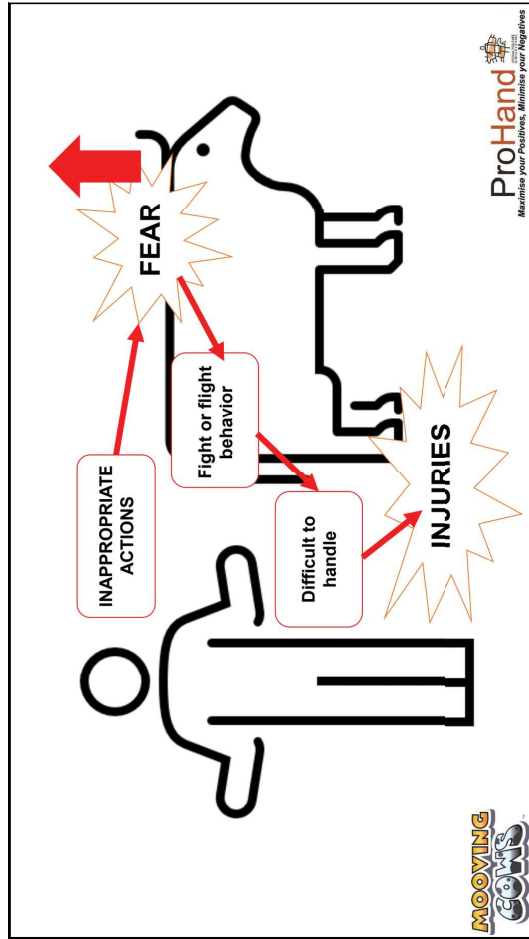 INAPPROPRIATE
ACTIONS
FEAR
Fight or flight
behavior
Difficult to
handle
INJURIES
MOOVING
COWS
ProHand
Maximise your Positives, Minimise your Negatives